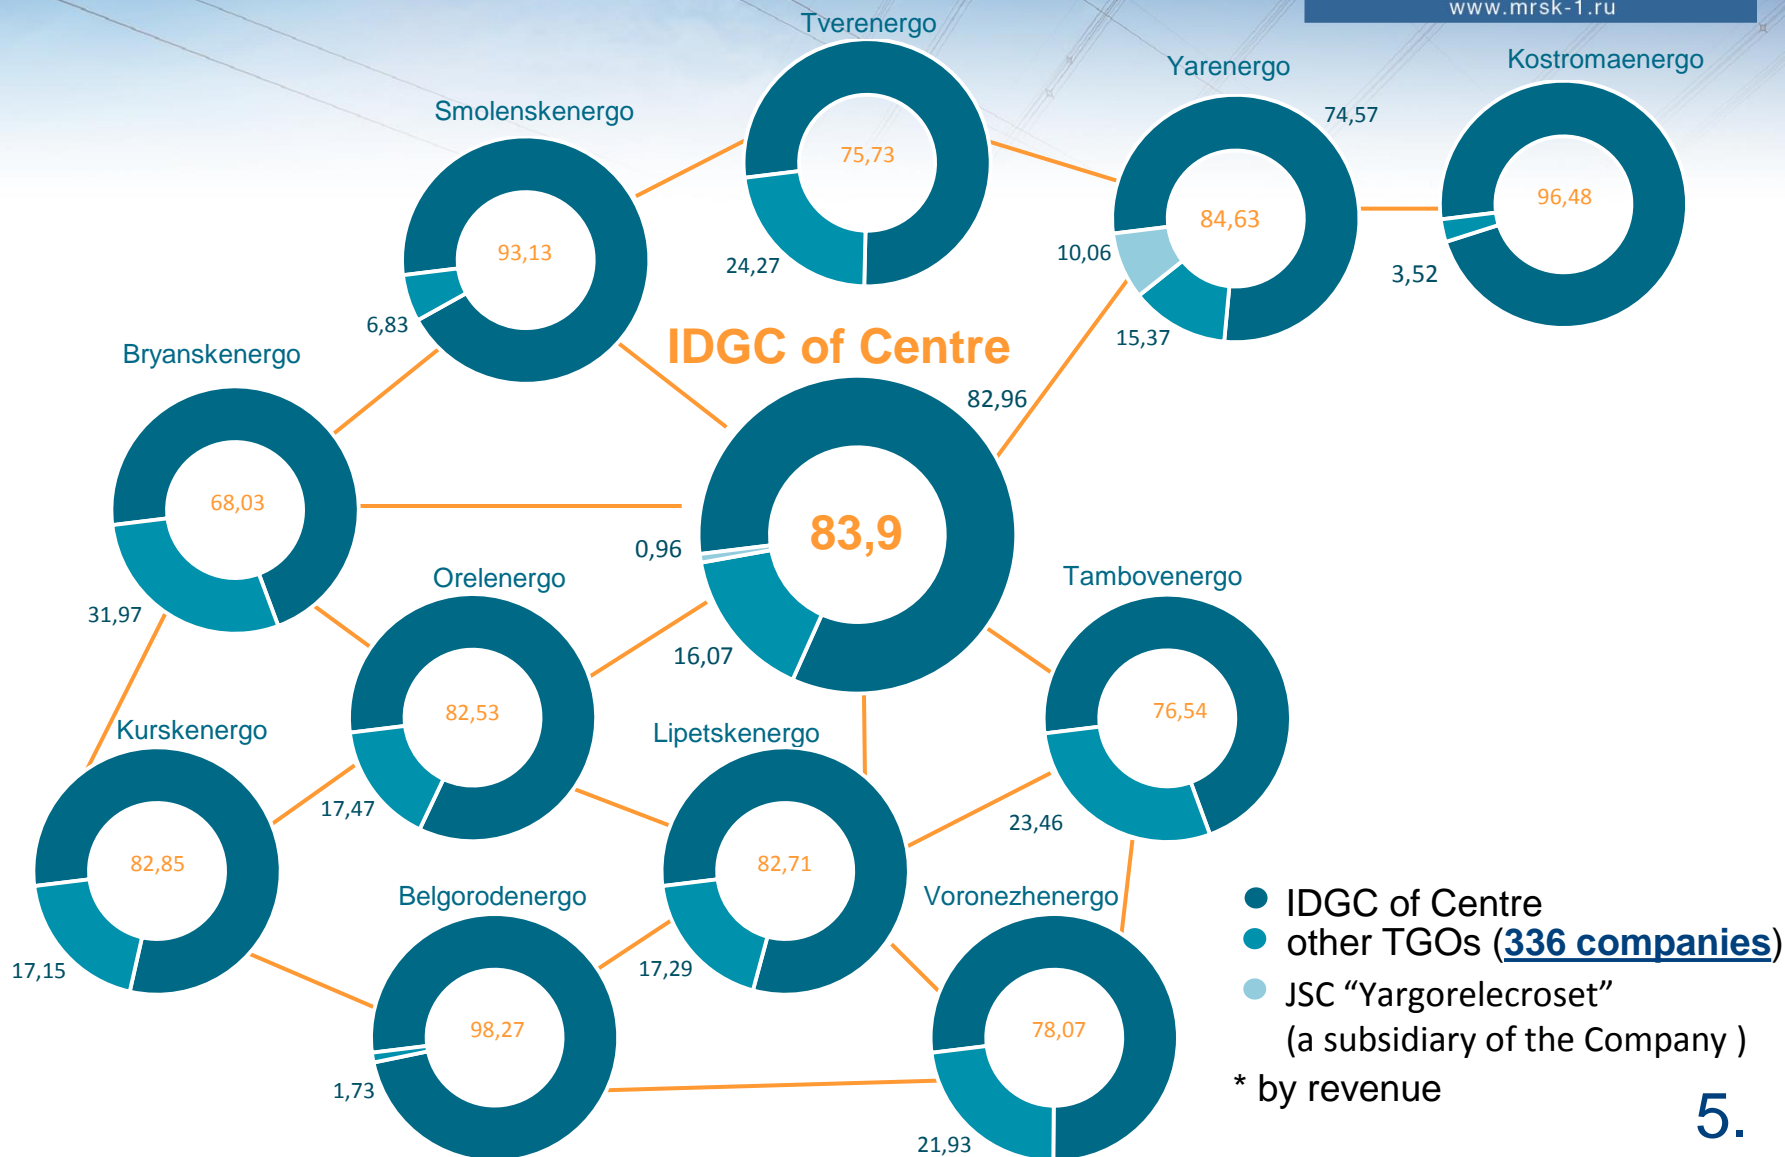 www.mrsk-1.ru
Tverenergo
75,73
24,27
Yarenergo
74,57
84,63
10,06
15,37
Kostromaenergo
96,48
3,52
Smolenskenergo
93,13
6,83
IDGC of Centre
82,96
83,9
0,96
16,07
Bryanskenergo
68,03
31,97
Orelenergo
82,53
17,47
Tambovenergo
76,54
23,46
Kurskenergo
82,85
17,15
Lipetskenergo
82,71
17,29
Belgorodenergo
98,27
1,73
Voronezhenergo
78,07
21,93
IDGC of Centre
other TGOs (336 companies)
JSC “Yargorelecroset”
(a subsidiary of the Company )
* by revenue
5.